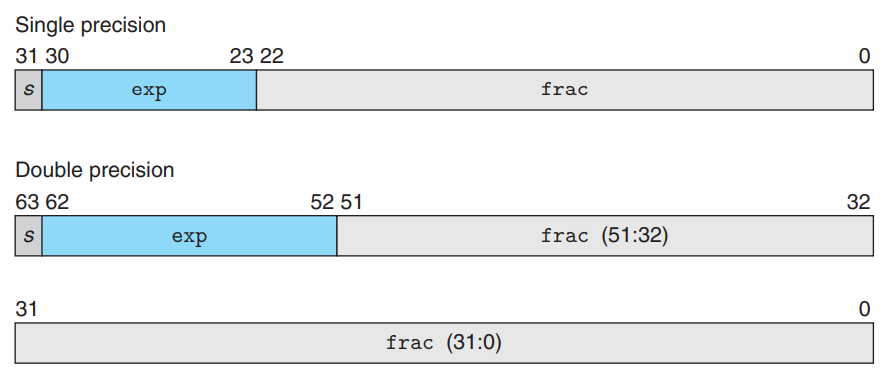 Single precision
31 30 23 22 0
s exp frac
Double precision
63 62 52 51 32
s exp frac (51:32)
31 0
frac (31:0)